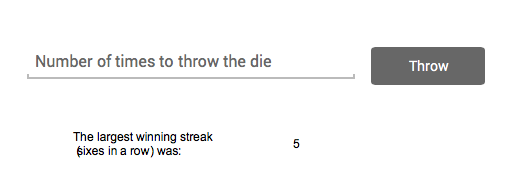 Number of times to throw the die
Throw
The largest winning streak
(sixes in a row) was:
5